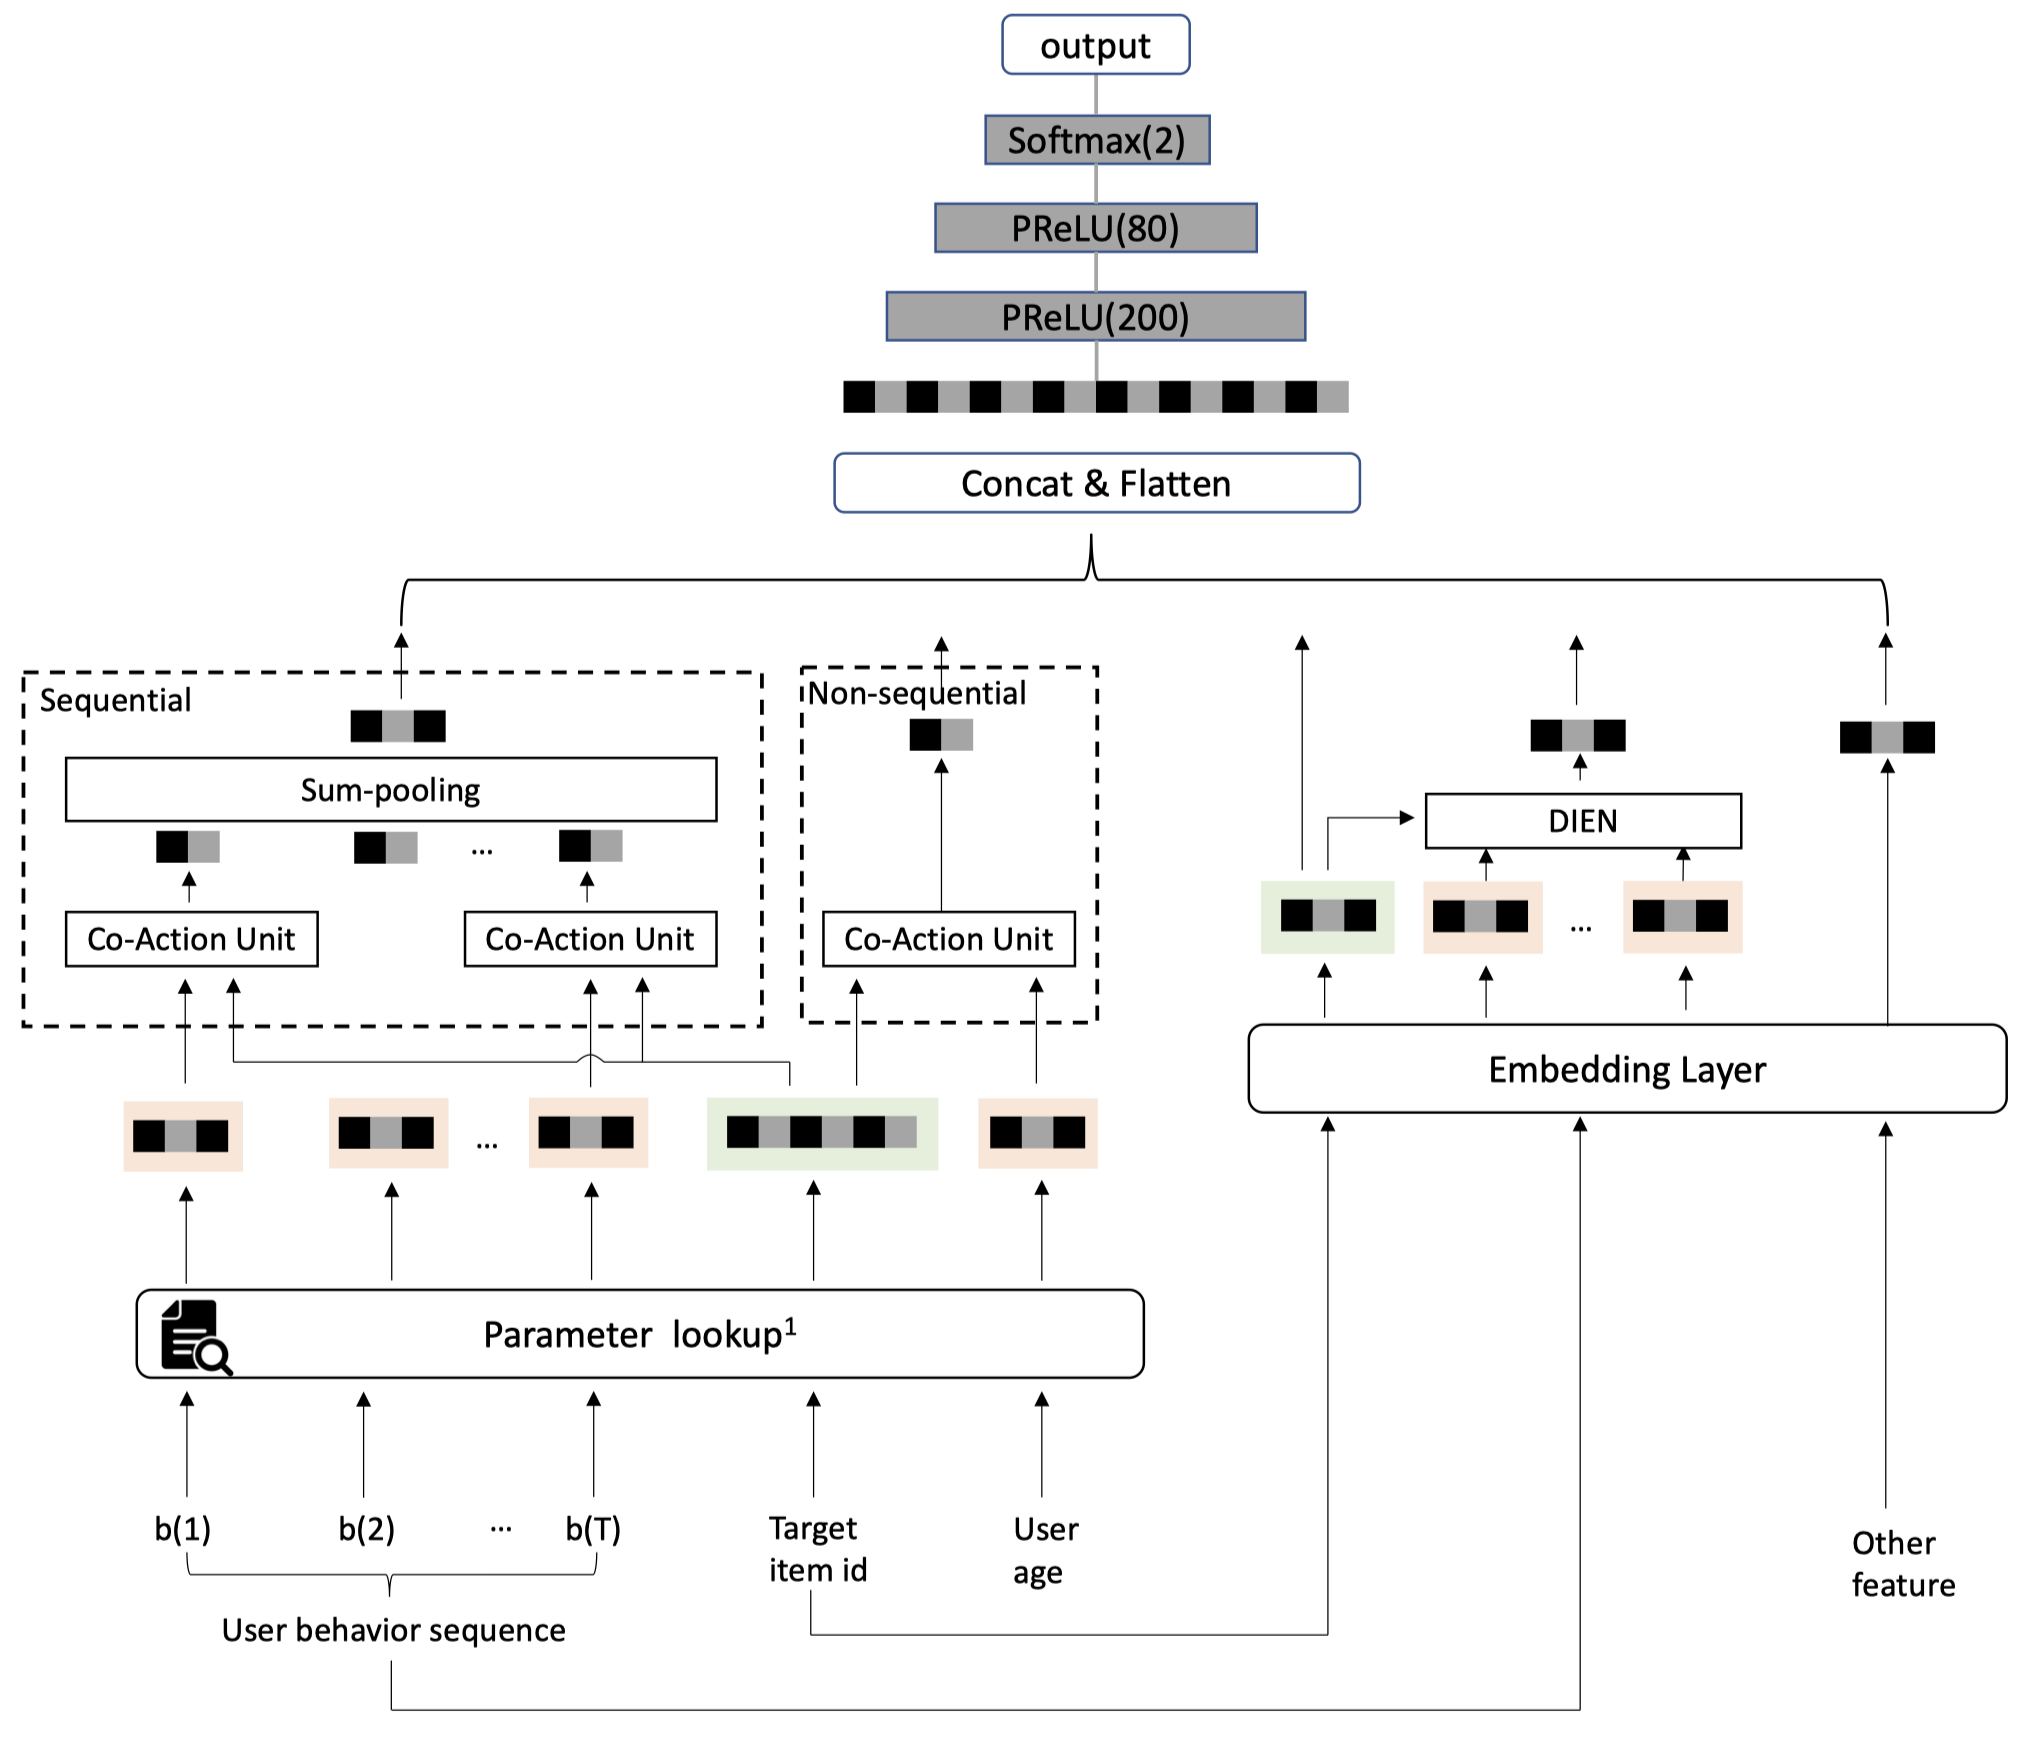 output
Softmax(2)
PReLU(80)
PReLU(200)
Concat & Flatten
Sequential
Non-sequential
Sum-pooling
DIEN
...
Co-Action Unit
Co-Action Unit
Co-Action Unit
...
Embedding Layer
...
Parameter lookup¹
b(1)
b(2)
...
b(T)
Target
item id
User
age
Other
feature
User behavior sequence